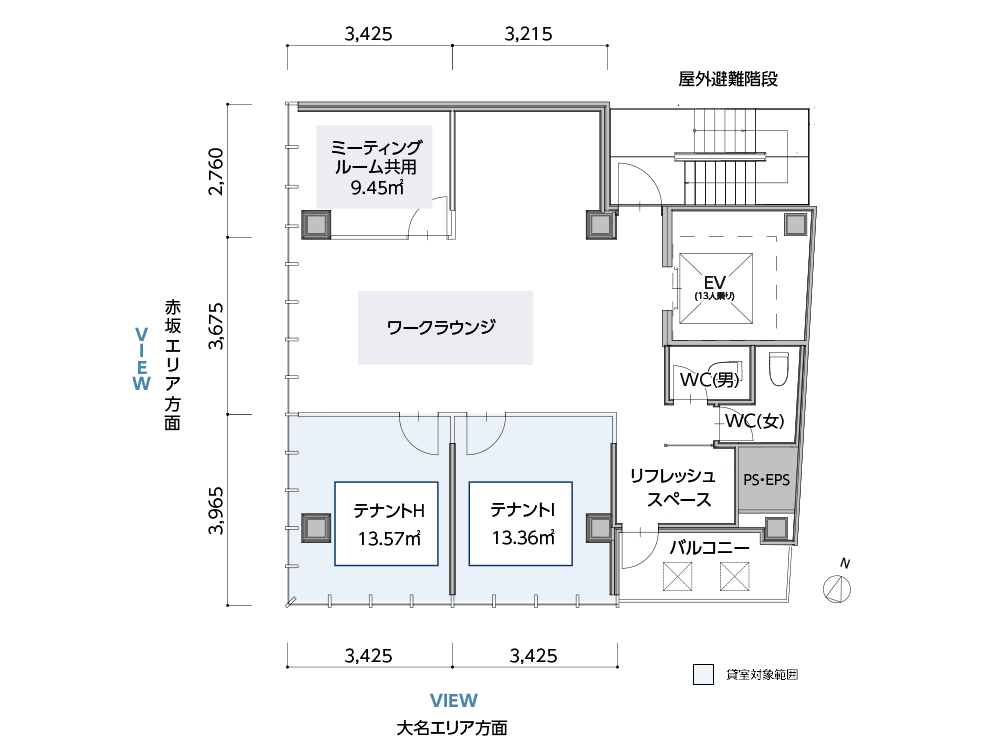 3,425
3,215
屋外避難階段
2,760
ミーティング
ルーム共用
9.45㎡
EV
(13人乗り)
VIEW
赤坂エリア方面
3,675
ワークラウンジ
WC(男)
WC(女)
3,965
テナントH
13.57㎡
テナントI
13.36㎡
リフレッシュ
スペース
PS・EPS
バルコニー
N
3,425
3,425
貸室対象範囲
VIEW
大名エリア方面